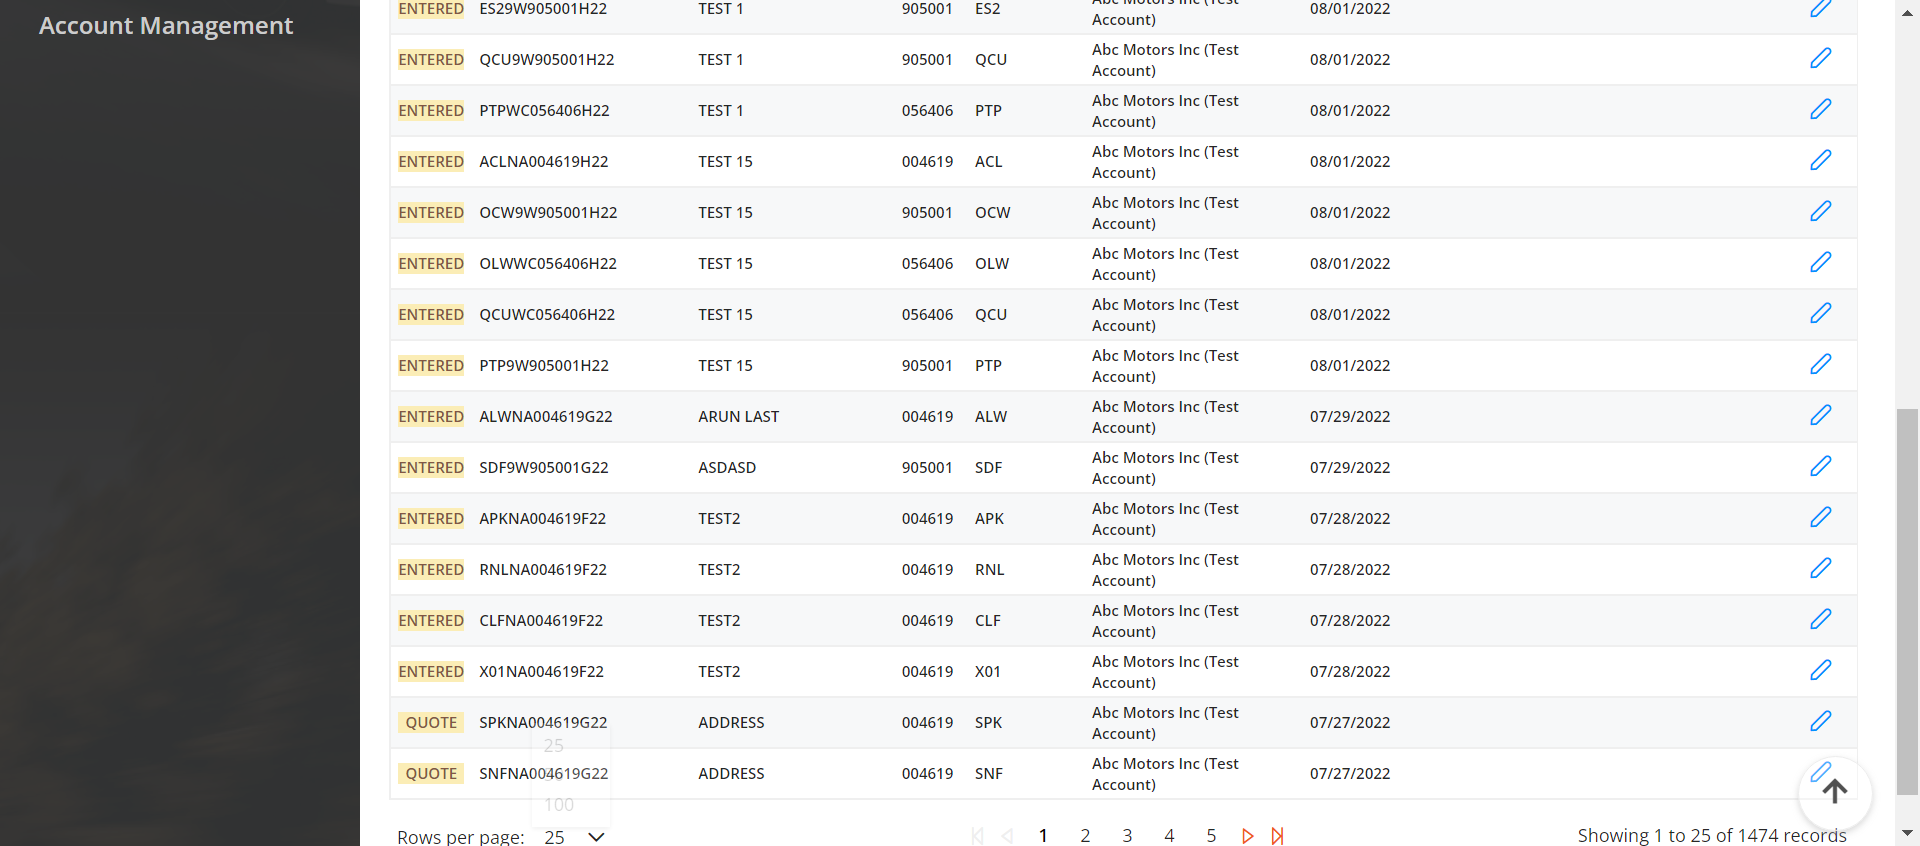 Account Management
ENTERED ES29W905001H22 TEST 1 905001 ES2 Abc Motors Inc (Test
Account) 08/01/2022
ENTERED QCU9W905001H22 TEST 1 905001 QCU Abc Motors Inc (Test
Account) 08/01/2022
ENTERED PTPWC056406H22 TEST 1 056406 PTP Abc Motors Inc (Test
Account) 08/01/2022
ENTERED ACLNA004619H22 TEST 15 004619 ACL Abc Motors Inc (Test
Account) 08/01/2022
ENTERED OCW9W905001H22 TEST 15 905001 OCW Abc Motors Inc (Test
Account) 08/01/2022
ENTERED OLWWC056406H22 TEST 15 056406 OLW Abc Motors Inc (Test
Account) 08/01/2022
ENTERED QCUWC056406H22 TEST 15 056406 QCU Abc Motors Inc (Test
Account) 08/01/2022
ENTERED PTP9W905001H22 TEST 15 905001 PTP Abc Motors Inc (Test
Account) 08/01/2022
ENTERED ALWNA004619G22 ARUN LAST 004619 ALW Abc Motors Inc (Test
Account) 07/29/2022
ENTERED SDF9W905001G22 ASDASD 905001 SDF Abc Motors Inc (Test
Account) 07/29/2022
ENTERED APKNA004619F22 TEST2 004619 APK Abc Motors Inc (Test
Account) 07/28/2022
ENTERED RNLNA004619F22 TEST2 004619 RNL Abc Motors Inc (Test
Account) 07/28/2022
ENTERED CLFNA004619F22 TEST2 004619 CLF Abc Motors Inc (Test
Account) 07/28/2022
ENTERED X01NA004619F22 TEST2 004619 X01 Abc Motors Inc (Test
Account) 07/28/2022
QUOTE SPKNA004619G22 ADDRESS 004619 SPK Abc Motors Inc (Test
Account) 07/27/2022
25
QUOTE SNFNA004619G22 ADDRESS 004619 SNF Abc Motors Inc (Test
Account) 07/27/2022
100
Rows per page: 25 1 2 3 4 5 Showing 1 to 25 of 1474 records